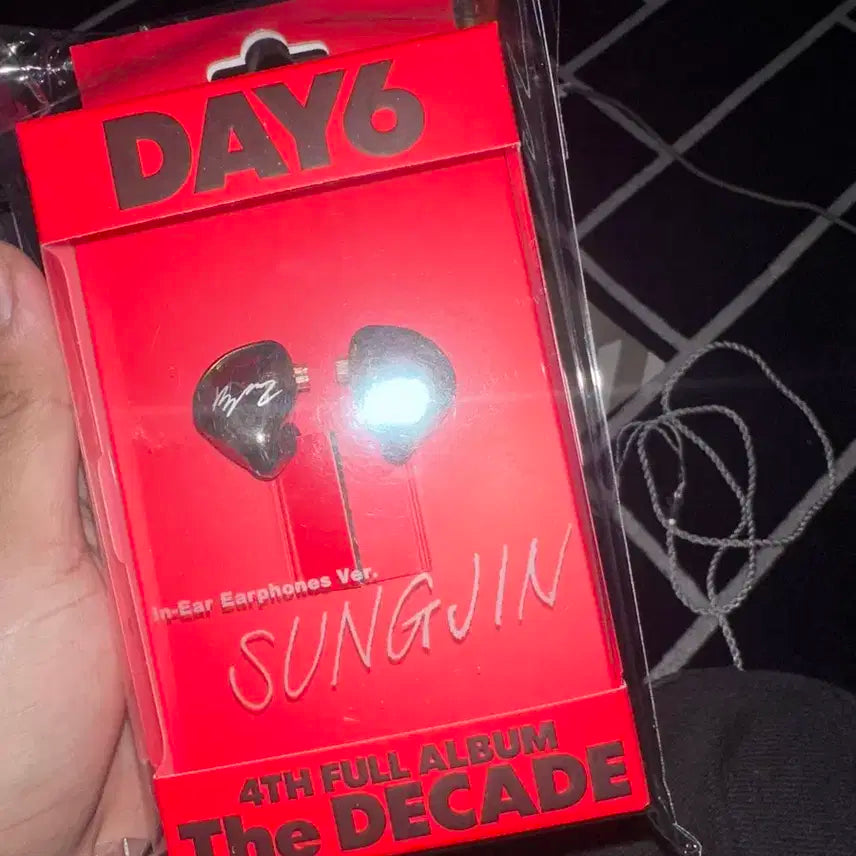 DAY6
In-Ear Earphones Ver.
SUNGJIN
4TH FULL ALBUM
The DECADE